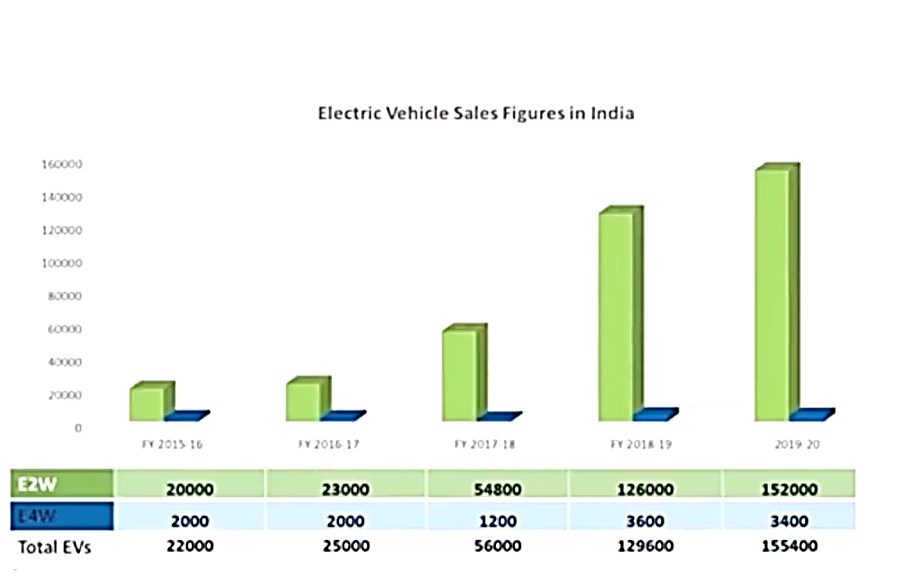 Electric Vehicle Sales Figures in India
160000
140000
120000
100000
80000
60000
40000
20000
0
FY 2015-16 FY 2016-17 FY 2017-18 FY 2018-19 2019-20
E2W 20000 23000 54800 126000 152000
E4W 2000 2000 1200 3600 3400
Total EVs 22000 25000 56000 129600 155400